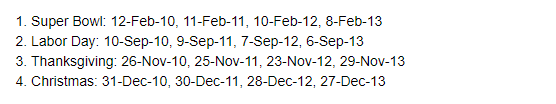 1. Super Bowl: 12-Feb-10, 11-Feb-11, 10-Feb-12, 8-Feb-13
2. Labor Day: 10-Sep-10, 9-Sep-11, 7-Sep-12, 6-Sep-13
3. Thanksgiving: 26-Nov-10, 25-Nov-11, 23-Nov-12, 29-Nov-13
4. Christmas: 31-Dec-10, 30-Dec-11, 28-Dec-12, 27-Dec-13